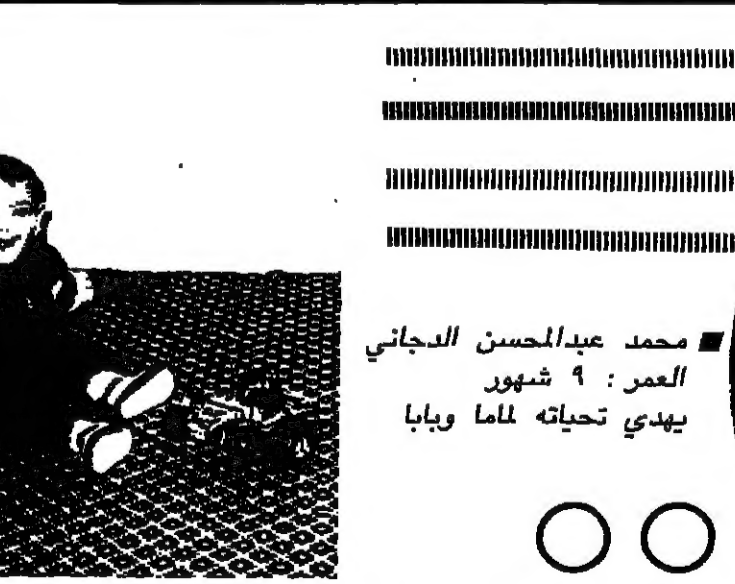 ■ محمد عبدالمحسن الدجاني
العمر : ٩ شهور
يهدي تحياته لماما وبابا